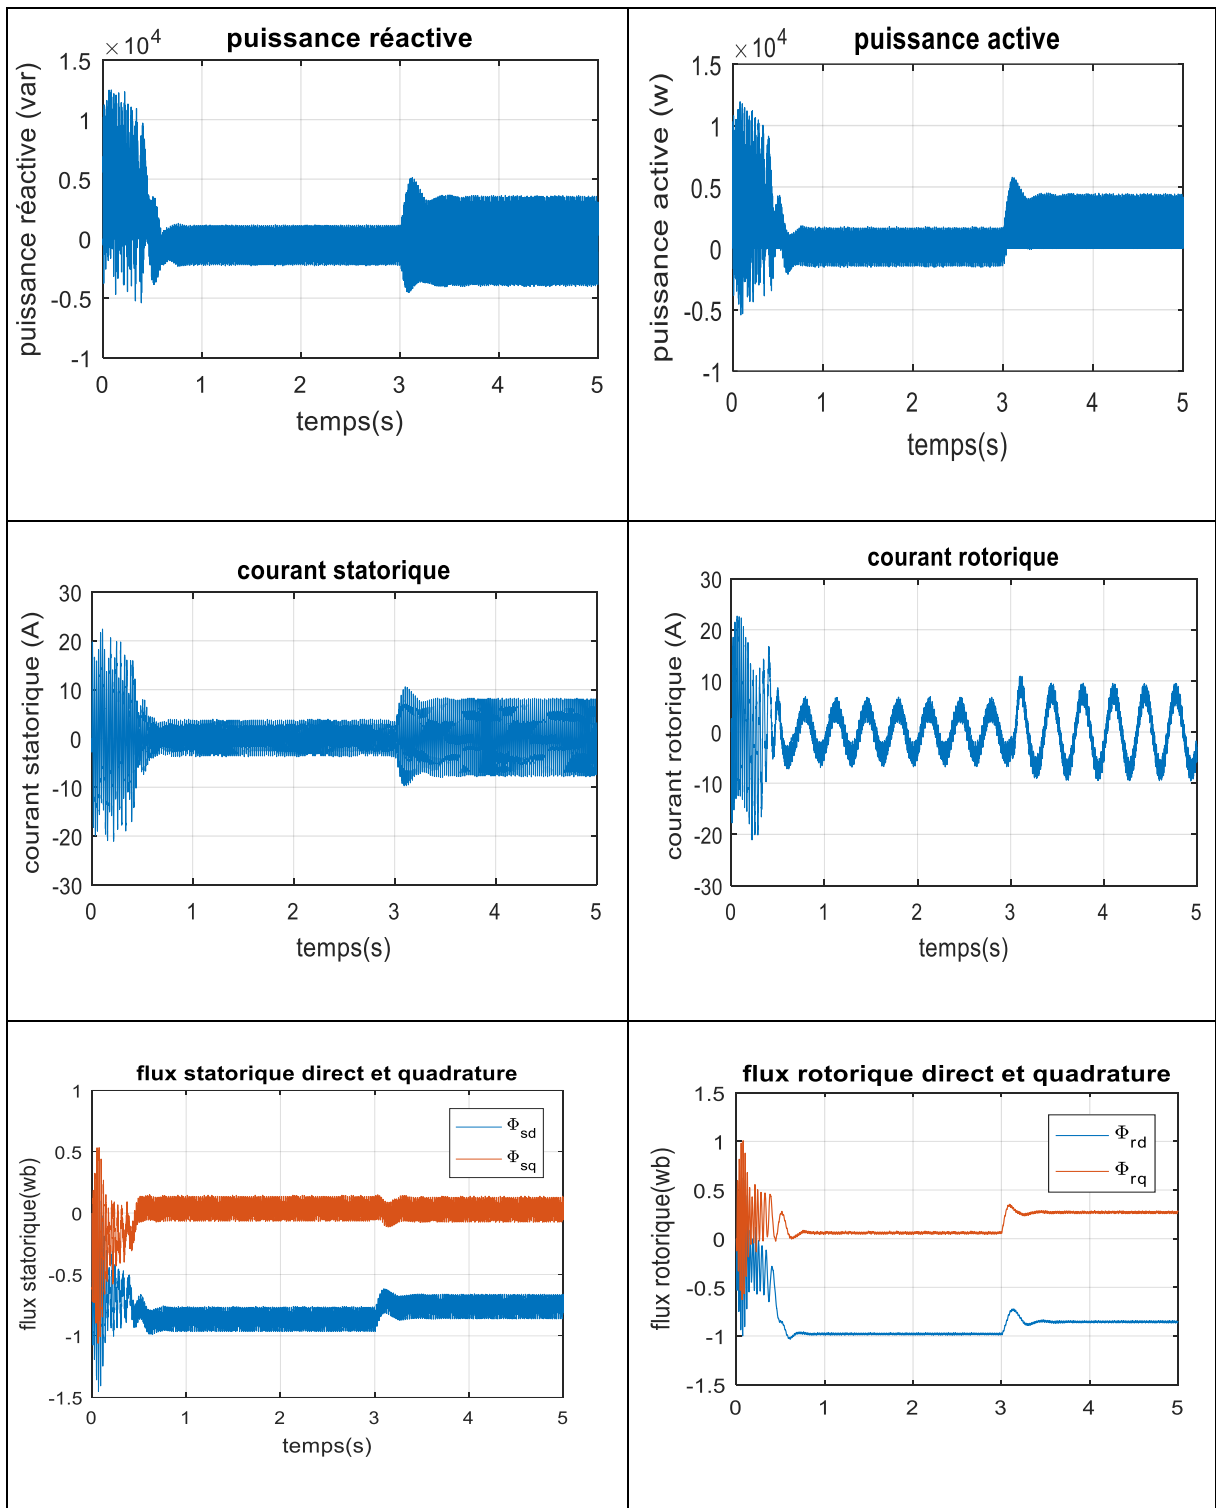 puissance réactive
×10⁴
puissance réactive (var)
1.5
1
0.5
0
-0.5
-1
0 1 2 3 4 5
temps(s)
puissance active
×10⁴
puissance active (w)
1.5
1
0.5
0
-0.5
-1
0 1 2 3 4 5
temps(s)
courant statorique
courant statorique (A)
30
20
10
0
-10
-20
-30
0 1 2 3 4 5
temps(s)
courant rotorique
courant rotorique (A)
30
20
10
0
-10
-20
-30
0 1 2 3 4 5
temps(s)
flux statorique direct et quadrature
flux statorique(wb)
1
0.5
0
-0.5
-1
-1.5
Φsd
Φsq
0 1 2 3 4 5
temps(s)
flux rotorique direct et quadrature
flux rotorique(wb)
1.5
1
0.5
0
-0.5
-1
-1.5
Φrd
Φrq
0 1 2 3 4 5